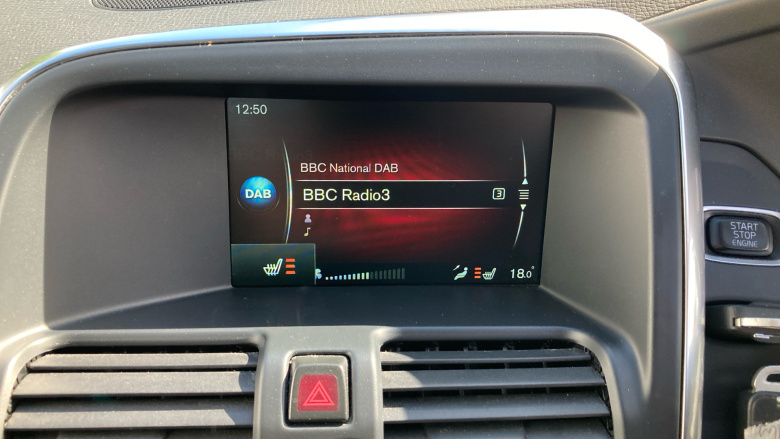 12:50
BBC National DAB
DAB
BBC Radio3
3
18.0°
START
STOP
ENGINE